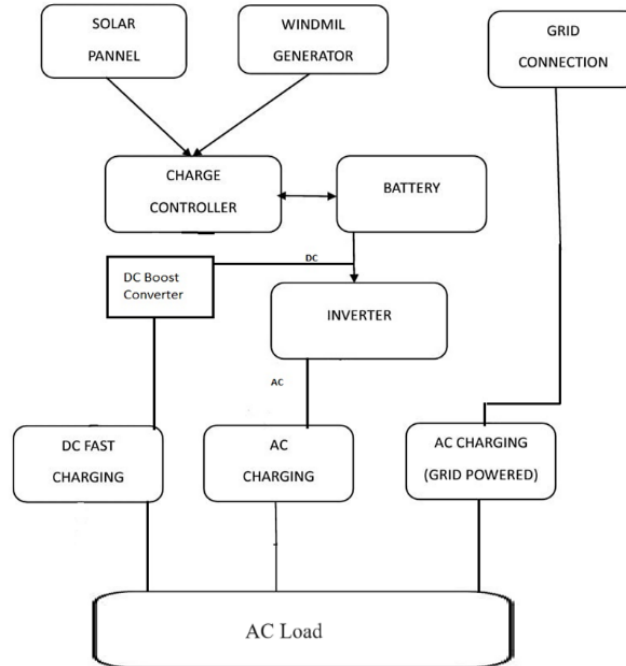 SOLAR
PANNEL
WINDMIL
GENERATOR
GRID
CONNECTION
CHARGE
CONTROLLER
BATTERY
DC
DC Boost
Converter
INVERTER
AC
DC FAST
CHARGING
AC
CHARGING
AC CHARGING
(GRID POWERED)
AC Load